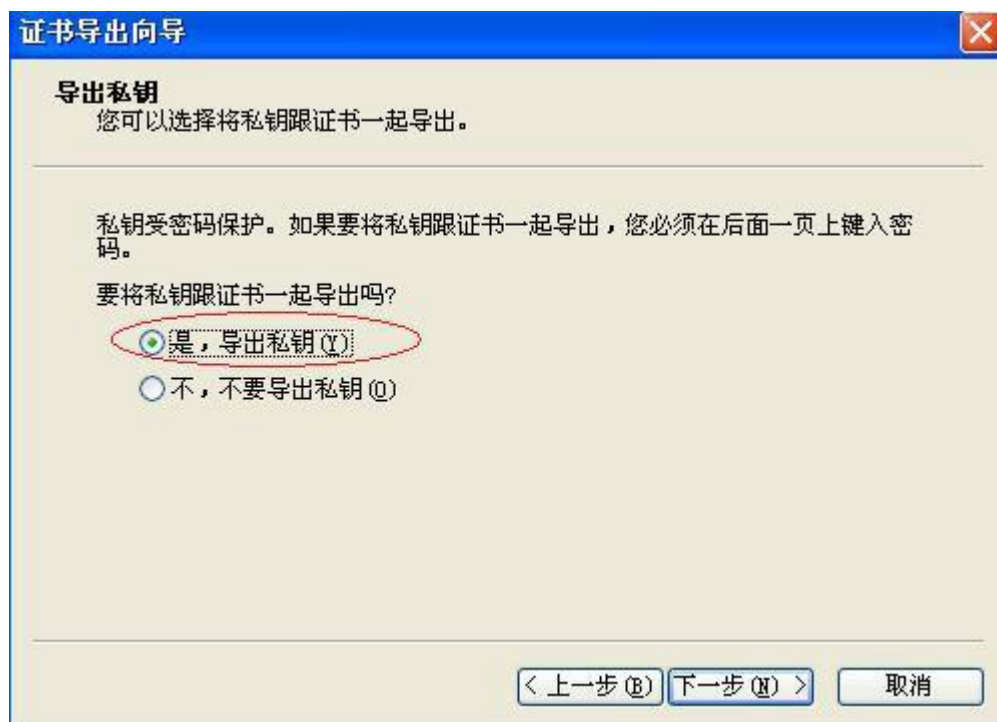 证书导出向导
导出私钥
您可以选择将私钥跟证书一起导出。
私钥受密码保护。如果要将私钥跟证书一起导出，您必须在后面一页上键入密
码。
要将私钥跟证书一起导出吗?
是，导出私钥(Y)
不，不要导出私钥(O)
< 上一步(B) 下一步(N) > 取消